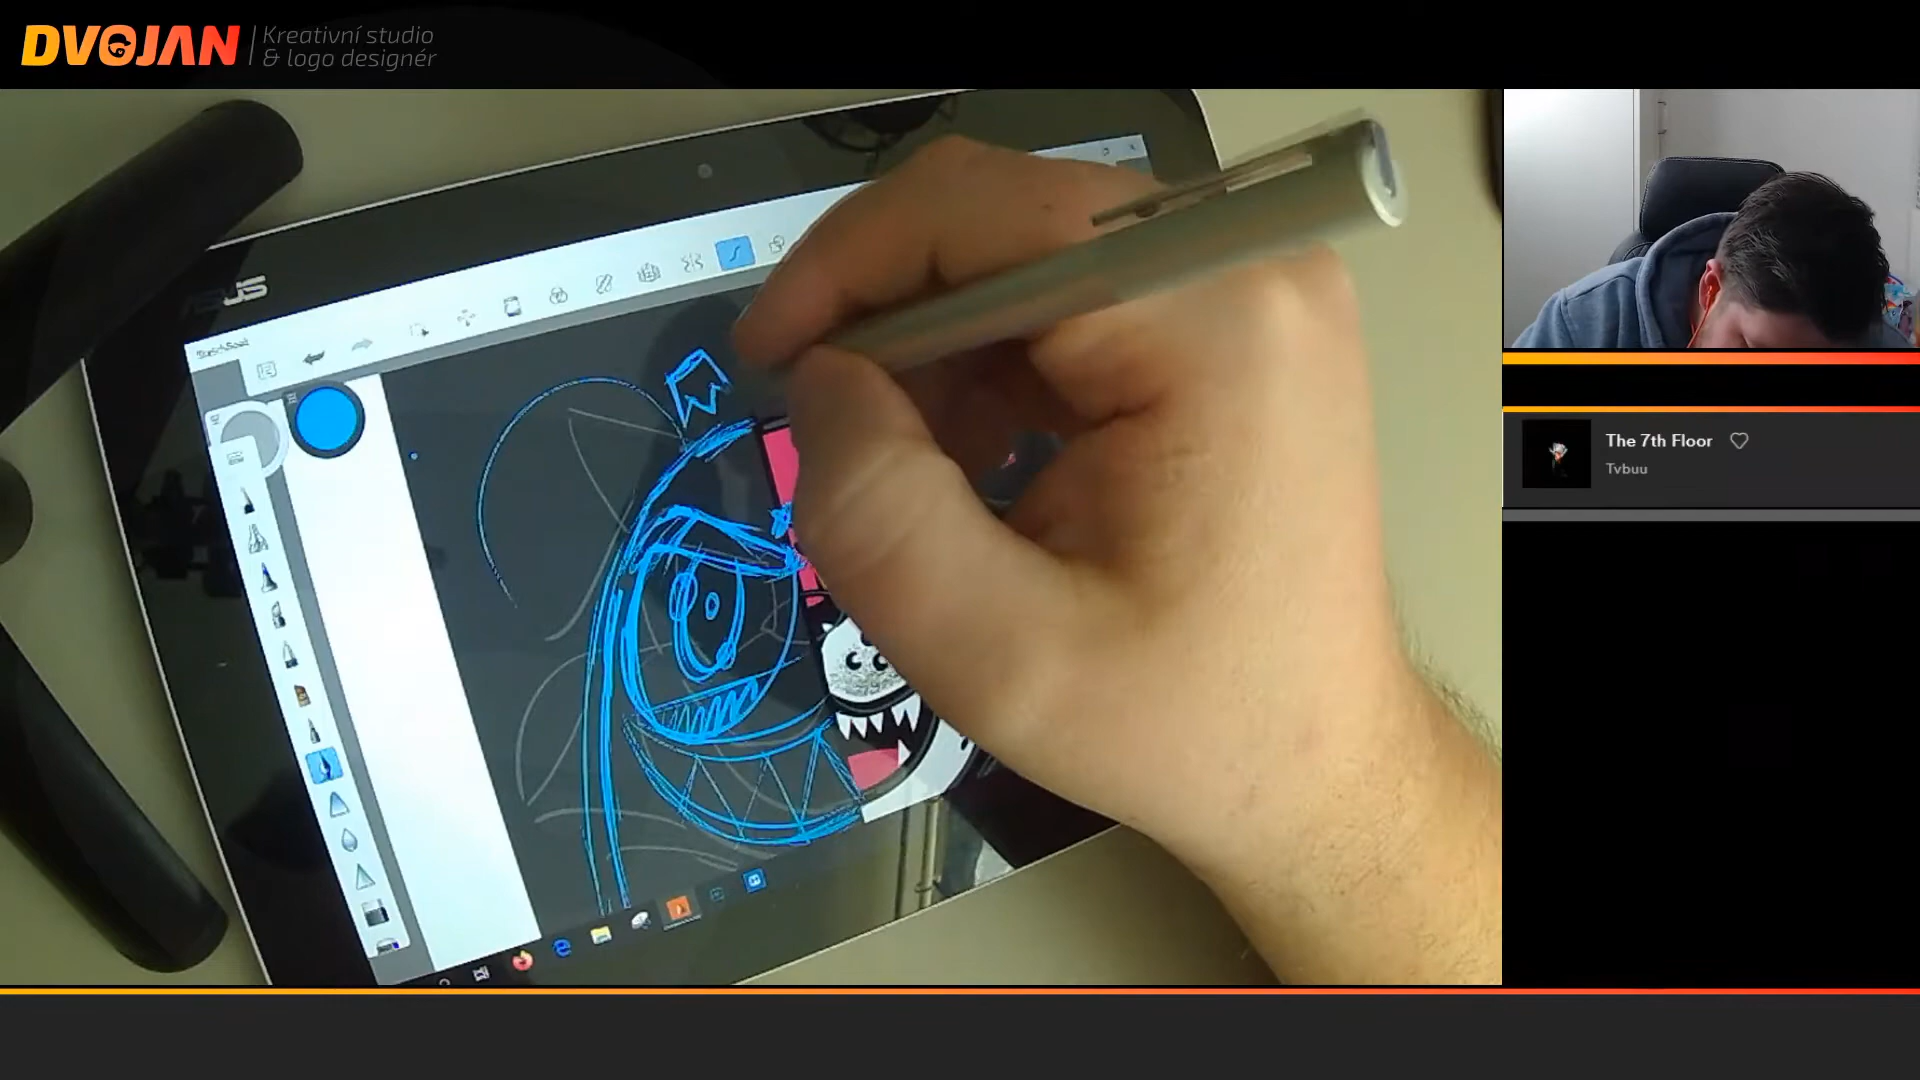 DVOJAN
Kreativní studio
& logo designér
The 7th Floor
Tvbuu